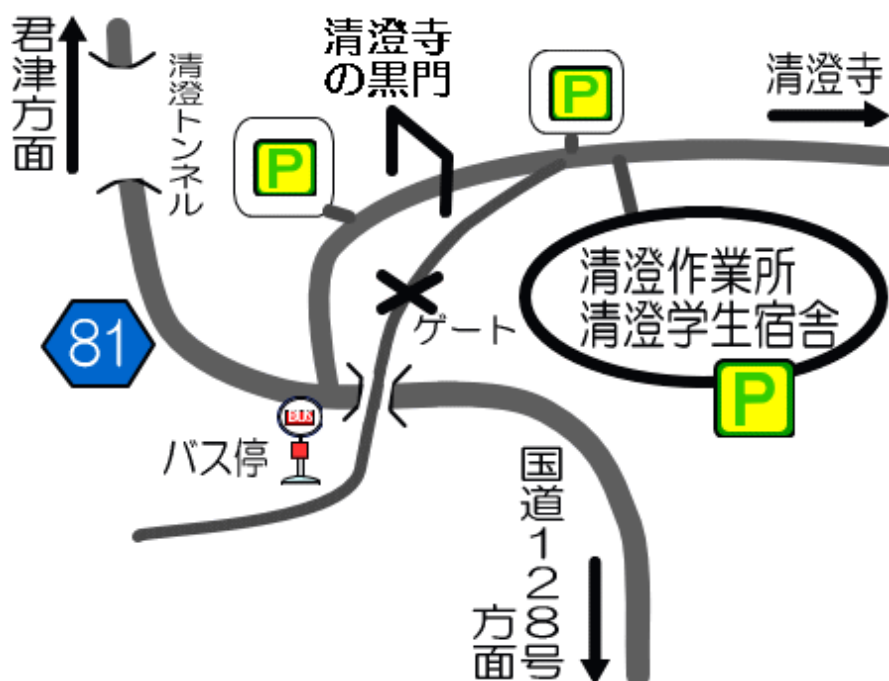 君津方面
清澄トンネル
清澄寺
の黒門
P
P
清澄寺
81
ゲート
清澄作業所
清澄学生宿舎
P
BUS
バス停
国道128号
方面